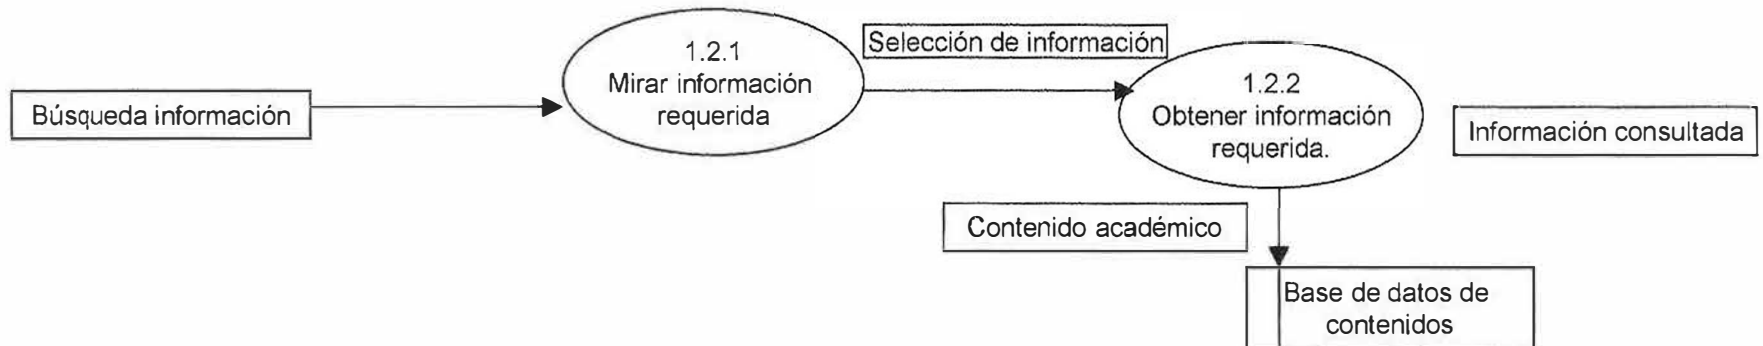 Búsqueda información
1.2.1
Mirar información
requerida
Selección de información
1.2.2
Obtener información
requerida.
Información consultada
Contenido académico
Base de datos de
contenidos